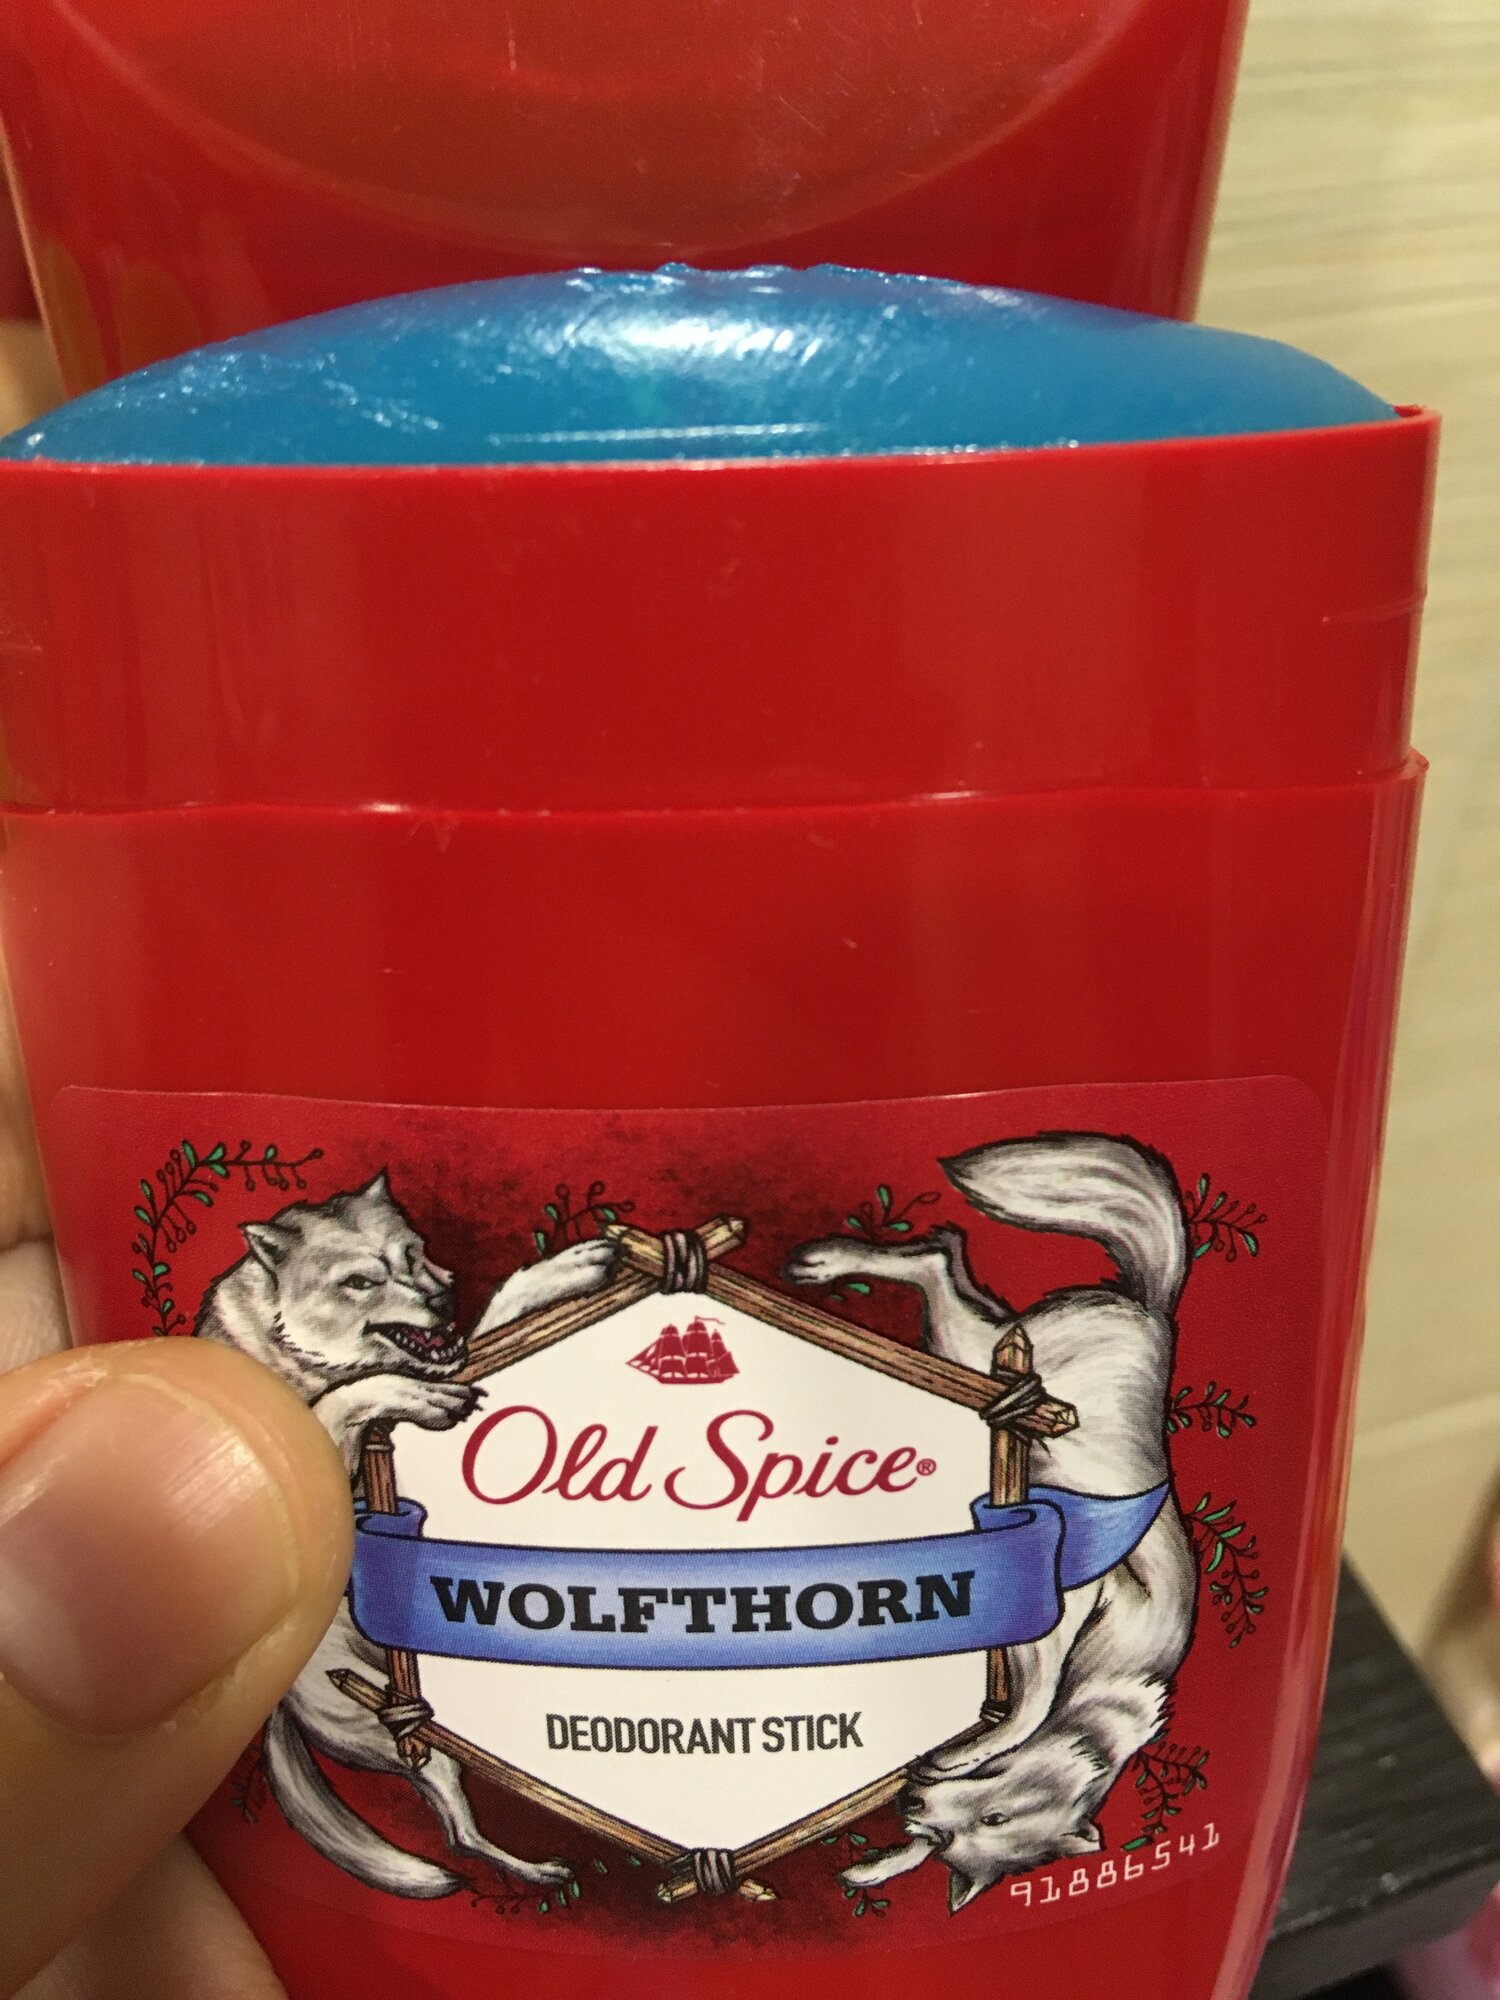 Old Spice®
WOLFTHORN
DEODORANT STICK
91886541